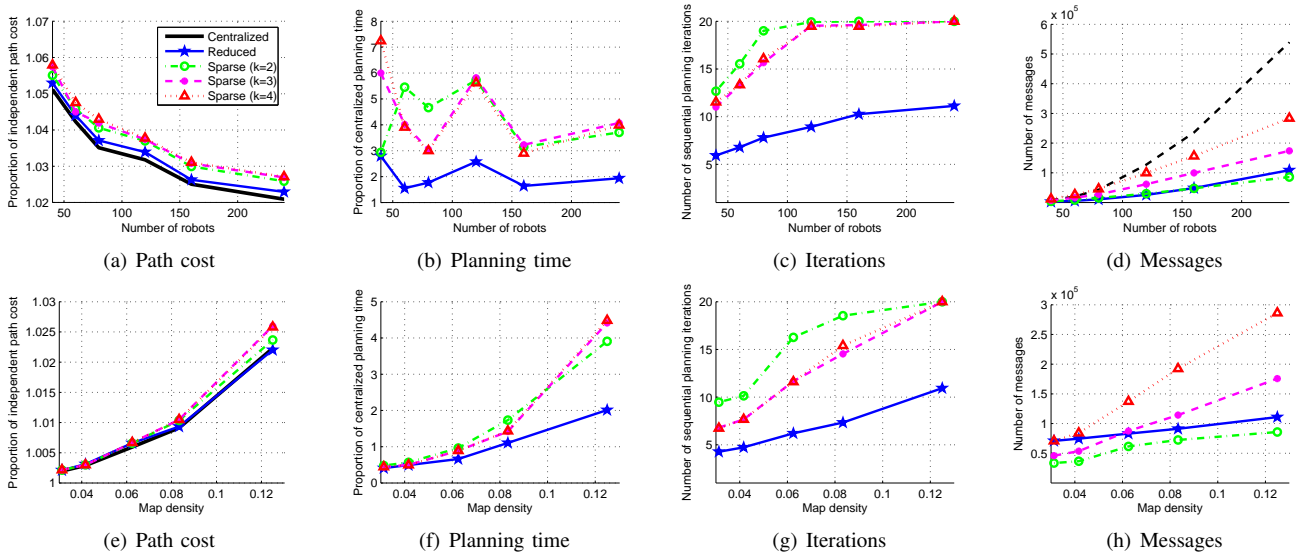 1.07
1.06
1.05
1.04
1.03
1.02
50
100
150
200
Proportion of independent path cost
Number of robots
Centralized
Reduced
Sparse (k=2)
Sparse (k=3)
Sparse (k=4)
(a) Path cost
8
7
6
5
4
3
2
1
50
100
150
200
Proportion of centralized planning time
Number of robots
(b) Planning time
20
15
10
5
50
100
150
200
Number of sequential planning iterations
Number of robots
(c) Iterations
x 10^5
6
5
4
3
2
1
50
100
150
200
Number of messages
Number of robots
(d) Messages
1.03
1.025
1.02
1.015
1.01
1.005
1
0.04
0.06
0.08
0.1
0.12
Proportion of independent path cost
Map density
(e) Path cost
5
4
3
2
1
0
0.04
0.06
0.08
0.1
0.12
Proportion of centralized planning time
Map density
(f) Planning time
20
15
10
5
0.04
0.06
0.08
0.1
0.12
Number of sequential planning iterations
Map density
(g) Iterations
x 10^5
3
2.5
2
1.5
1
0.5
0.04
0.06
0.08
0.1
0.12
Number of messages
Map density
(h) Messages